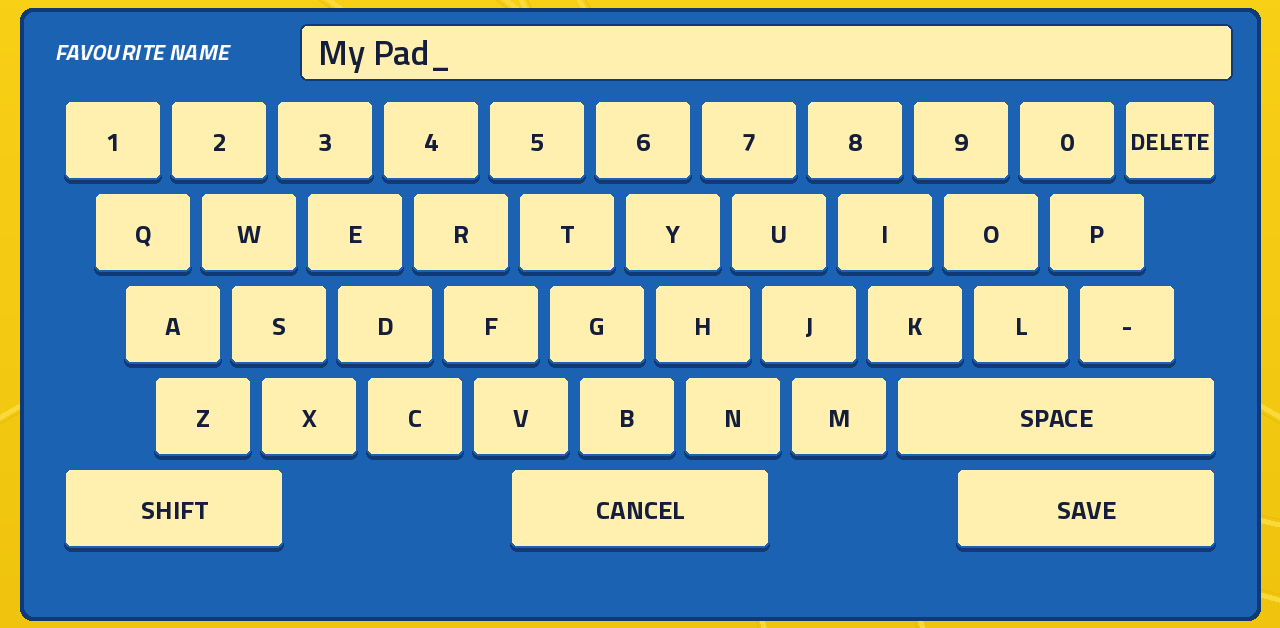 FAVOURITE NAME My Pad_
1 2 3 4 5 6 7 8 9 0 DELETE
Q W E R T Y U I O P
A S D F G H J K L -
Z X C V B N M SPACE
SHIFT CANCEL SAVE